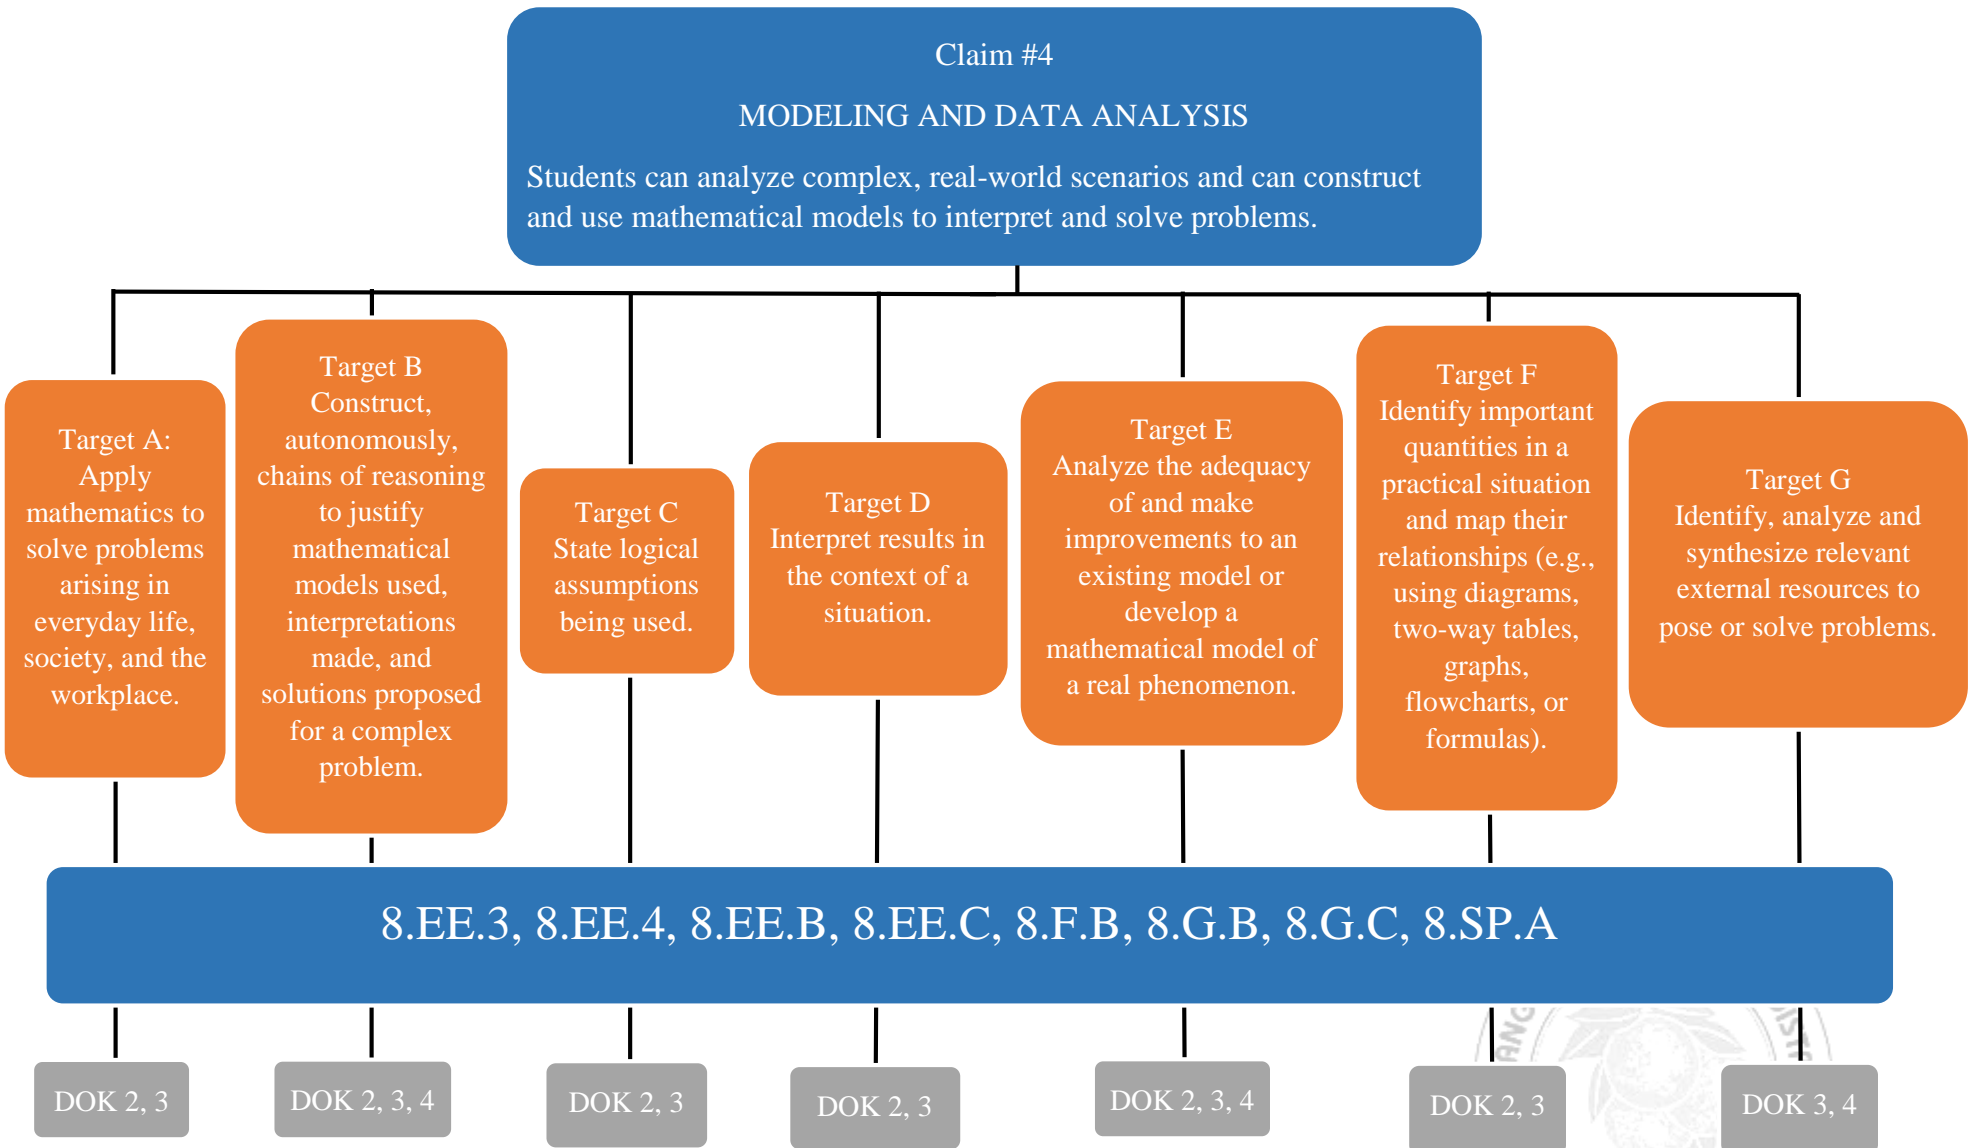 Claim #4
MODELING AND DATA ANALYSIS
Students can analyze complex, real-world scenarios and can construct
and use mathematical models to interpret and solve problems.
Target A:
Apply
mathematics to
solve problems
arising in
everyday life,
society, and the
workplace.
Target B
Construct,
autonomously,
chains of reasoning
to justify
mathematical
models used,
interpretations
made, and
solutions proposed
for a complex
problem.
Target C
State logical
assumptions
being used.
Target D
Interpret results in
the context of a
situation.
Target E
Analyze the adequacy
of and make
improvements to an
existing model or
develop a
mathematical model of
a real phenomenon.
Target F
Identify important
quantities in a
practical situation
and map their
relationships (e.g.,
using diagrams,
two-way tables,
graphs,
flowcharts, or
formulas).
Target G
Identify, analyze and
synthesize relevant
external resources to
pose or solve problems.
8.EE.3, 8.EE.4, 8.EE.B, 8.EE.C, 8.F.B, 8.G.B, 8.G.C, 8.SP.A
DOK 2, 3
DOK 2, 3, 4
DOK 2, 3
DOK 2, 3
DOK 2, 3, 4
DOK 2, 3
DOK 3, 4